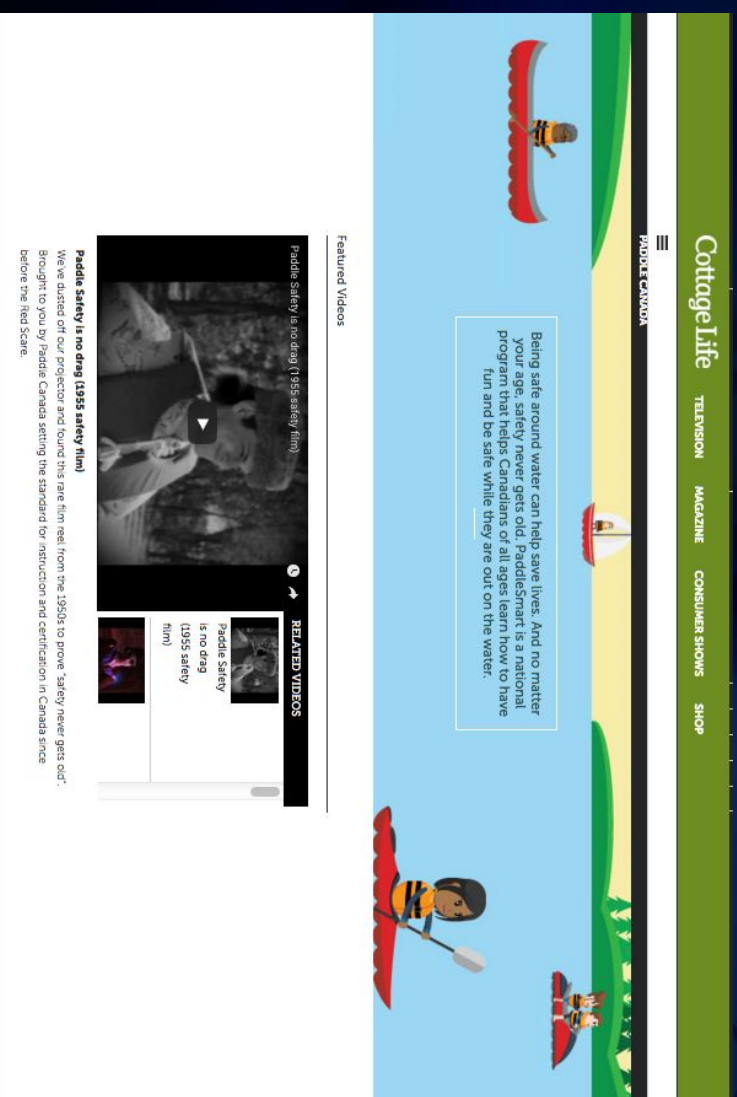 Cottage Life
TELEVISION MAGAZINE CONSUMER SHOWS SHOP
PADDLE CANADA
Being safe around water can help save lives. And no matter
your age, safety never gets old. PaddleSmart is a national
program that helps Canadians of all ages learn how to have
fun and be safe while they are out on the water.
Featured Videos
Paddle Safety is no drag (1955 safety film)
RELATED VIDEOS
Paddle Safety
is no drag
(1955 safety
film)
Paddle Safety is no drag (1955 safety film)
We've dusted off our projector and found this rare film reel from the 1950s to prove "safety never gets old".
Brought to you by Paddle Canada setting the standard for instruction and certification in Canada since
before the Red Scare.